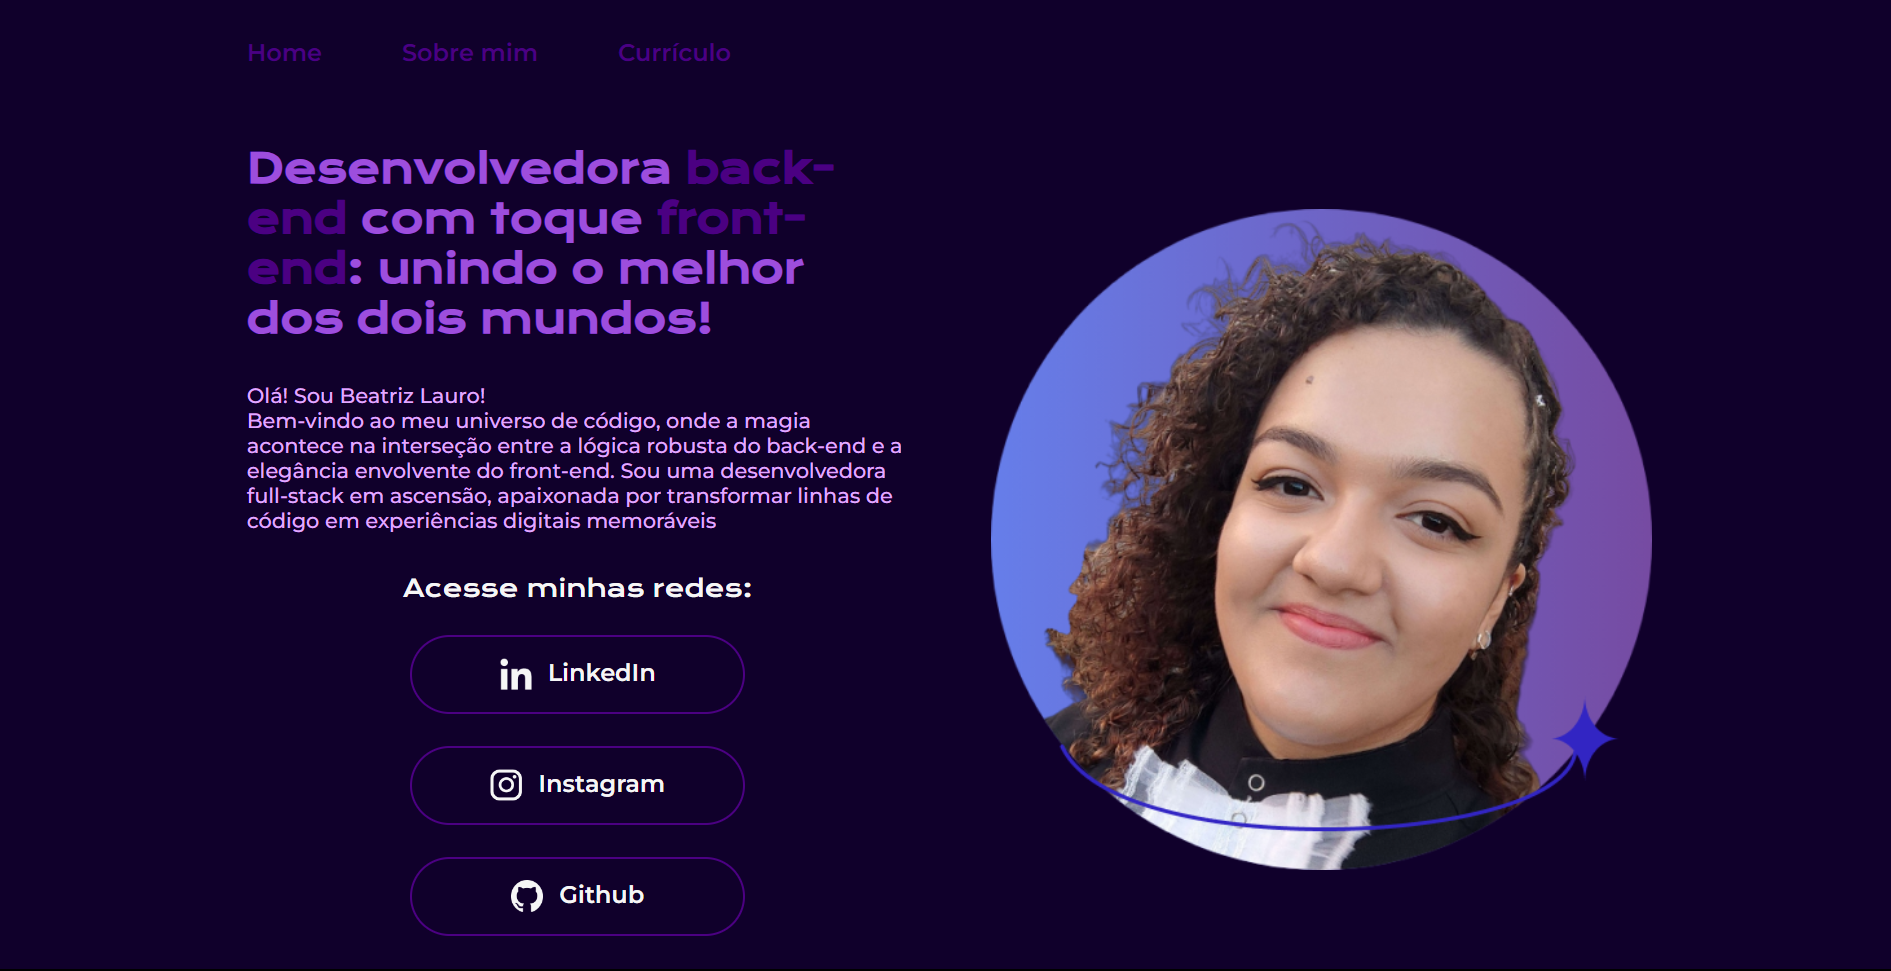 Home Sobre mim Currículo
Desenvolvedora back-
end com toque front-
end: unindo o melhor
dos dois mundos!
Olá! Sou Beatriz Lauro!
Bem-vindo ao meu universo de código, onde a magia
acontece na interseção entre a lógica robusta do back-end e a
elegância envolvente do front-end. Sou uma desenvolvedora
full-stack em ascensão, apaixonada por transformar linhas de
código em experiências digitais memoráveis
Acesse minhas redes:
LinkedIn
Instagram
Github